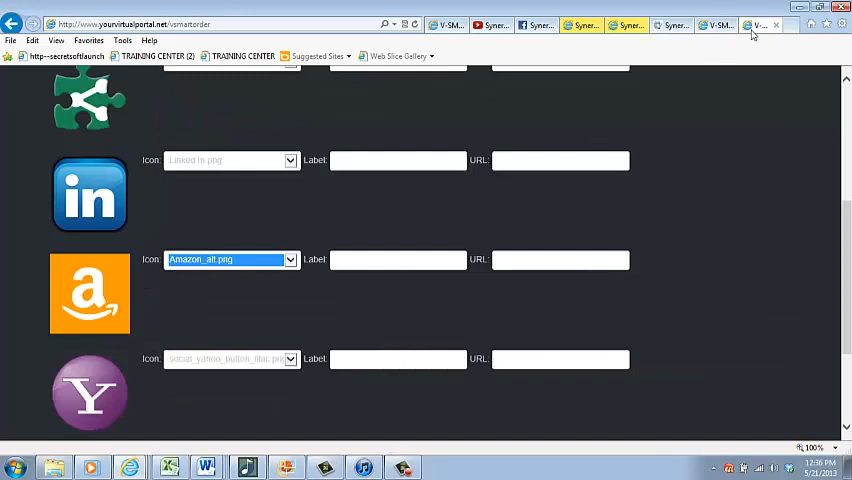 http://www.yourvirtualportal.net/vsmartorder
V-SM...
Syner...
Syner...
Syner...
Syner...
Syner...
V-SM...
V-...
File Edit View Favorites Tools Help
http--secretsoftlaunch
TRAINING CENTER (2)
TRAINING CENTER
Suggested Sites
Web Slice Gallery
in
Icon: Linked In.png Label: URL:
a
Icon: Amazon_alt.png Label: URL:
Y
Icon: social_yahoo_button_lilac.png Label: URL:
100%
12:36 PM
5/21/2013